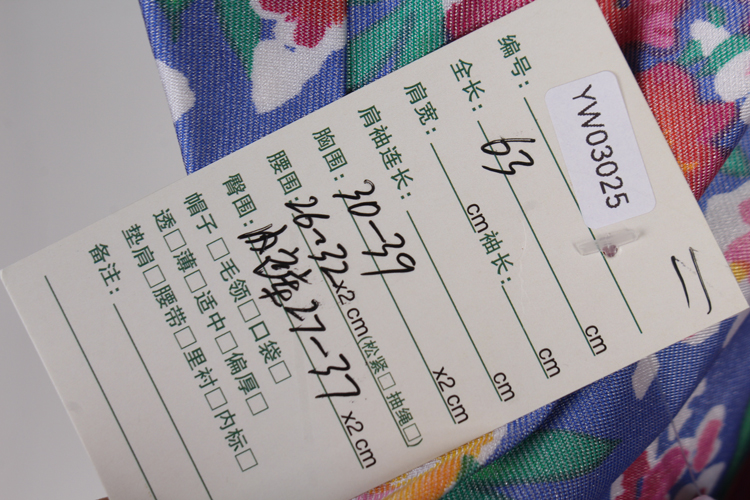 编号: YW03025
全长: 63 cm
肩宽: cm 袖长: cm
肩袖连长: cm
胸围: 30-39 x2 cm
腰围: 26-32 x2 cm(松紧□ 抽绳□)
臀围: 27-37 x2 cm
帽子□ 毛领□ 口袋□
透□ 薄□ 适中□ 偏厚□
垫肩□ 腰带□ 里衬□ 内标□
备注: